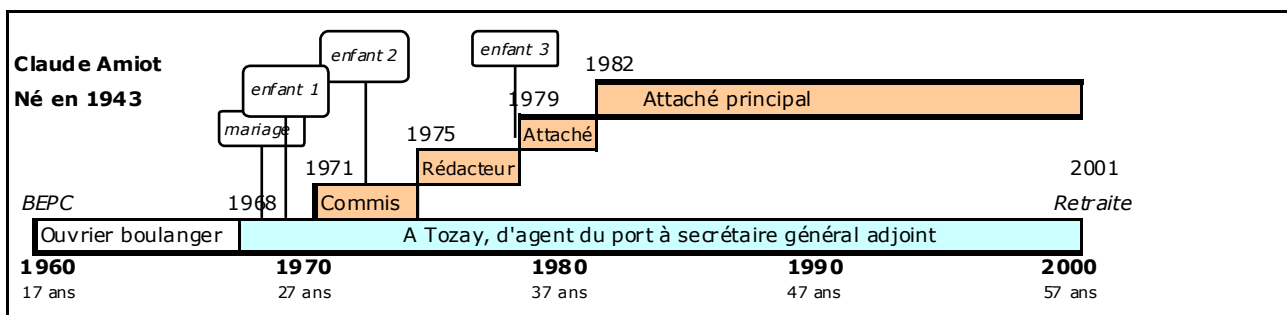 Claude Amiot
Né en 1943
enfant 1
enfant 2
enfant 3
mariage
1982
Attaché principal
1979
Attaché
1975
Rédacteur
1971
Commis
2001
Retraite
BEPC
1968
Ouvrier boulanger
A Tozay, d'agent du port à secrétaire général adjoint
1960 1970 1980 1990 2000
17 ans 27 ans 37 ans 47 ans 57 ans